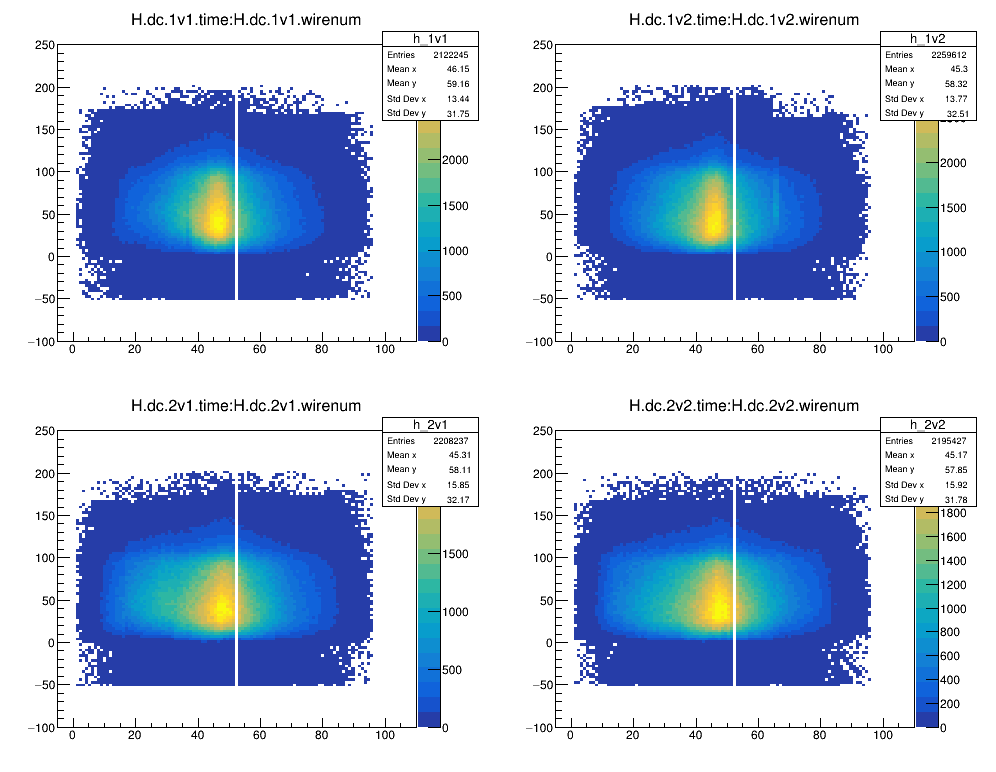 H.dc.1v1.time:H.dc.1v1.wirenum
h_1v1
Entries 2122245
Mean x 46.15
Mean y 59.16
Std Dev x 13.44
Std Dev y 31.75
250
200
150
100
50
0
−50
−100
0 20 40 60 80 100
2000
1500
1000
500
0
H.dc.1v2.time:H.dc.1v2.wirenum
h_1v2
Entries 2259612
Mean x 45.3
Mean y 58.32
Std Dev x 13.77
Std Dev y 32.51
250
200
150
100
50
0
−50
−100
0 20 40 60 80 100
2000
1500
1000
500
0
H.dc.2v1.time:H.dc.2v1.wirenum
h_2v1
Entries 2208237
Mean x 45.31
Mean y 58.11
Std Dev x 15.85
Std Dev y 32.17
250
200
150
100
50
0
−50
−100
0 20 40 60 80 100
1500
1000
500
0
H.dc.2v2.time:H.dc.2v2.wirenum
h_2v2
Entries 2195427
Mean x 45.17
Mean y 57.85
Std Dev x 15.92
Std Dev y 31.78
250
200
150
100
50
0
−50
−100
0 20 40 60 80 100
1800
1600
1400
1200
1000
800
600
400
200
0